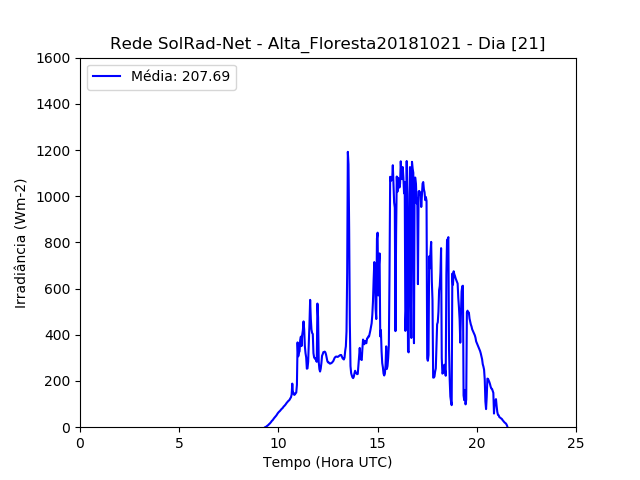 Rede SolRad-Net - Alta_Floresta20181021 - Dia [21]
Média: 207.69
Irradiância (Wm-2)
1600
1400
1200
1000
800
600
400
200
0
0 5 10 15 20 25
Tempo (Hora UTC)